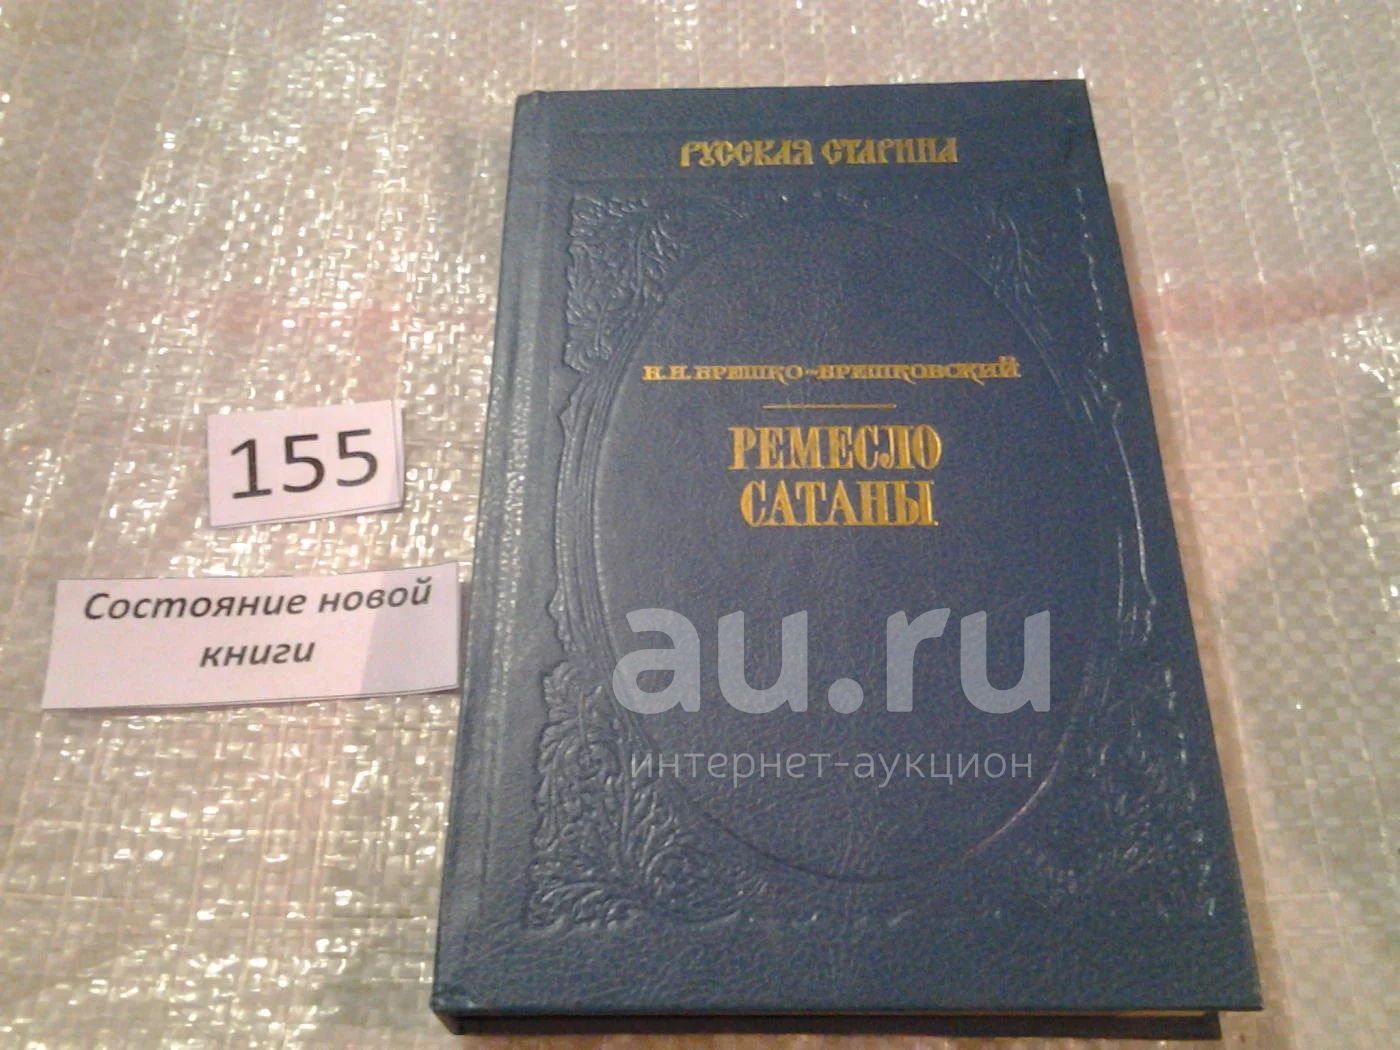 РУССКАЯ СТАРИНА
Н.Н. БРЕШКО-БРЕШКОВСКИЙ
РЕМЕСЛО
САТАНЫ
155
Состояние новой
книги
au.ru
интернет-аукцион